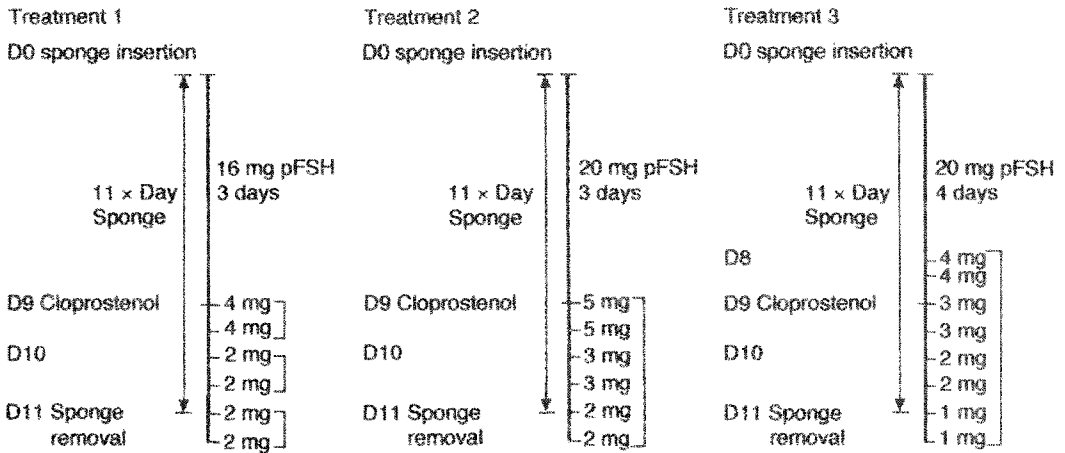 Treatment 1
D0 sponge insertion
16 mg pFSH
3 days
11 × Day
Sponge
D9 Cloprostenol
4 mg
4 mg
D10
2 mg
2 mg
D11 Sponge
removal
2 mg
2 mg
Treatment 2
D0 sponge insertion
20 mg pFSH
3 days
11 × Day
Sponge
D9 Cloprostenol
5 mg
5 mg
D10
3 mg
3 mg
D11 Sponge
removal
2 mg
2 mg
Treatment 3
D0 sponge insertion
20 mg pFSH
4 days
11 × Day
Sponge
D8
4 mg
4 mg
D9 Cloprostenol
3 mg
3 mg
D10
2 mg
2 mg
D11 Sponge
removal
1 mg
1 mg